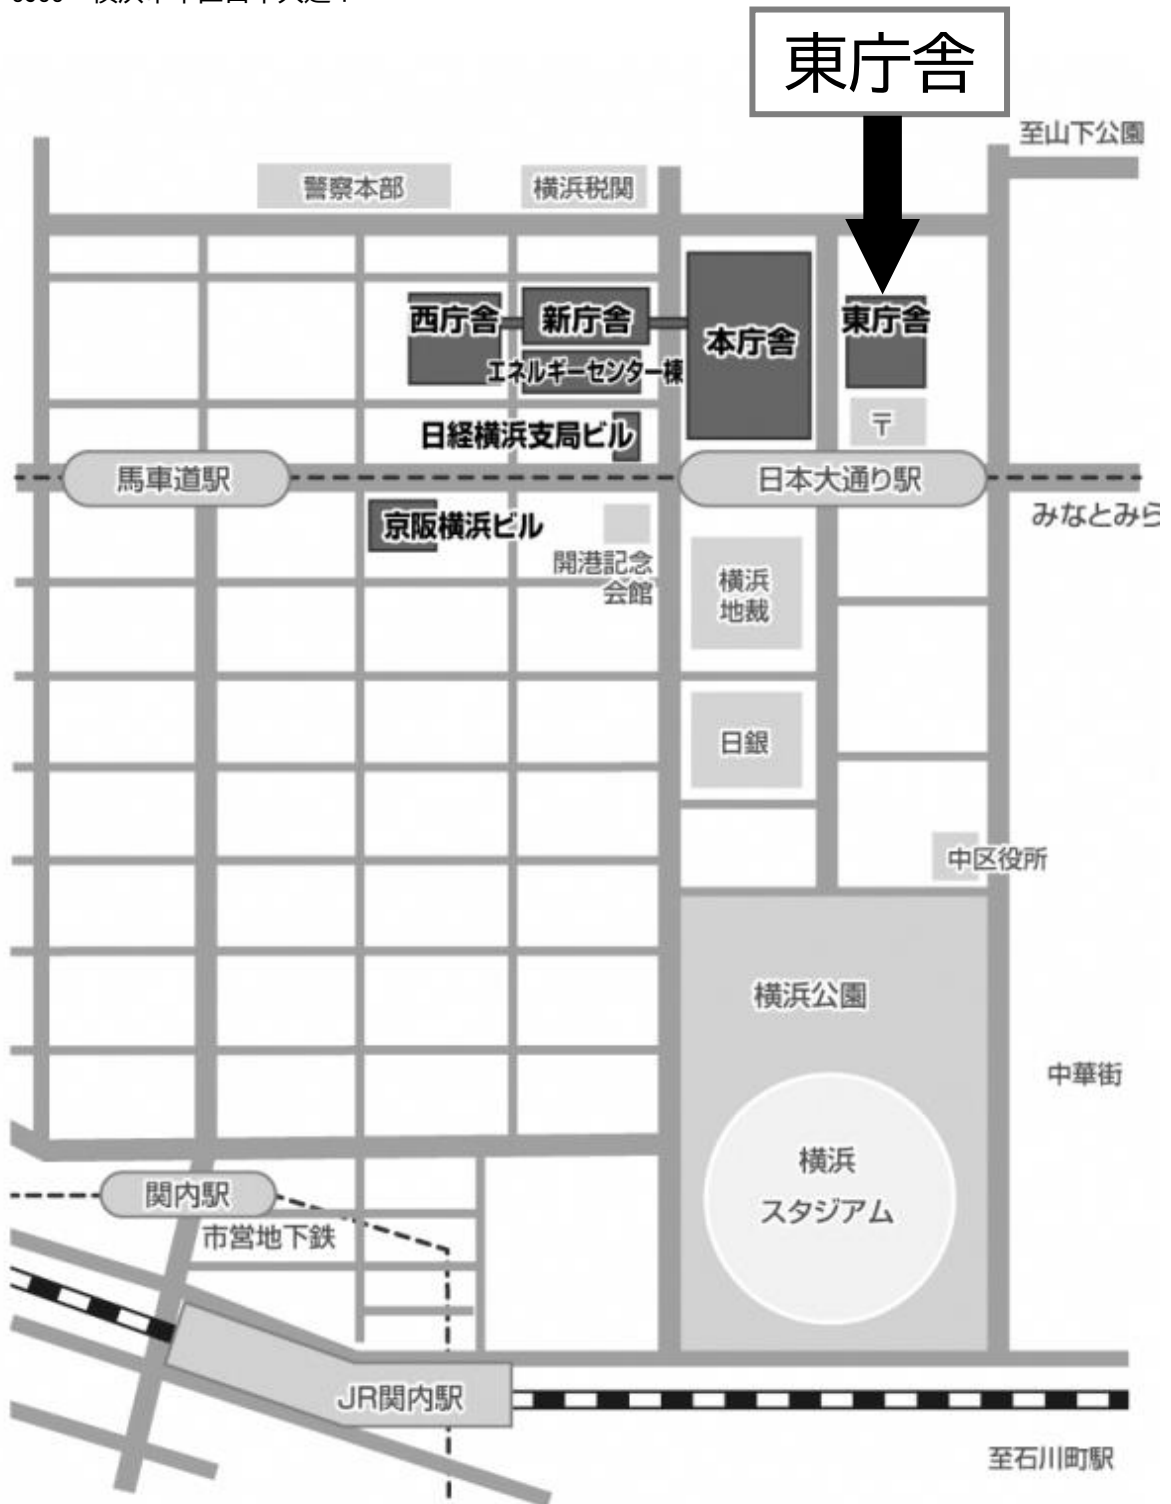 東庁舎
至山下公園
警察本部
横浜税関
西庁舎
新庁舎
本庁舎
東庁舎
エネルギーセンター棟
日経横浜支局ビル
〒
馬車道駅
日本大通り駅
みなとみら
京阪横浜ビル
開港記念
会館
横浜
地裁
日銀
中区役所
横浜公園
中華街
横浜
スタジアム
関内駅
市営地下鉄
JR関内駅
至石川町駅